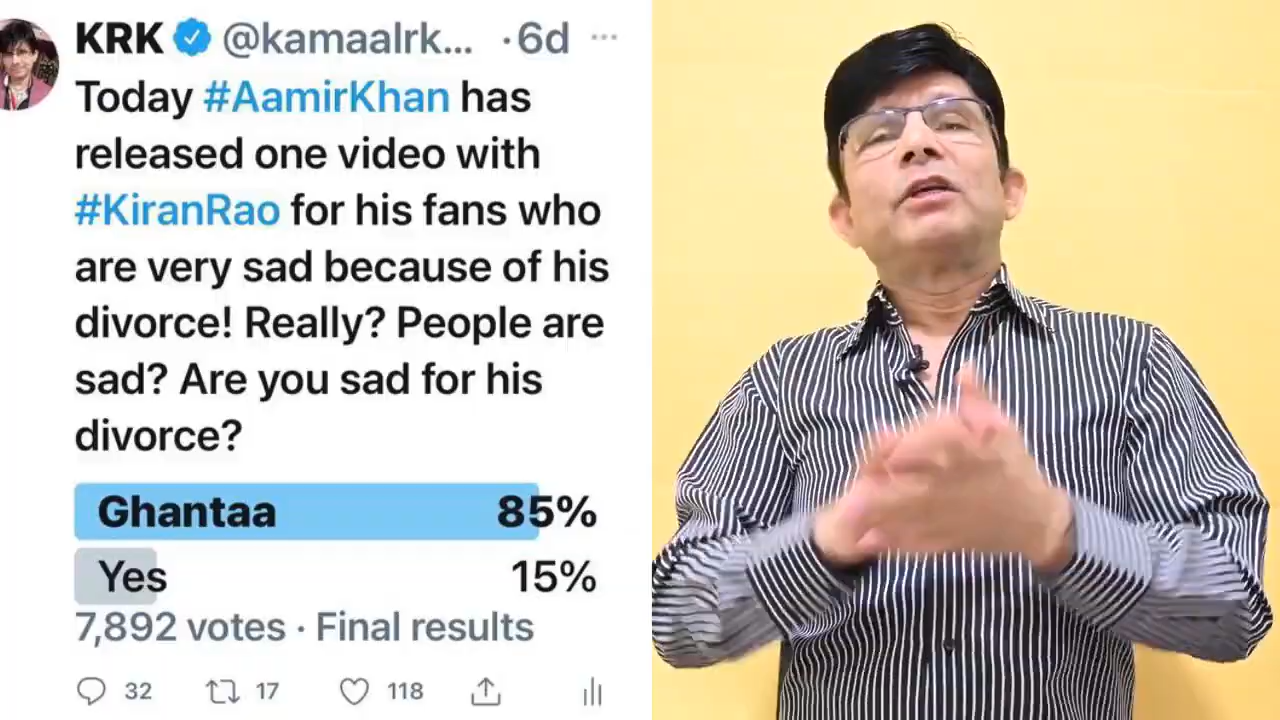 KRK @kamaalrk... ·6d ...
Today #AamirKhan has
released one video with
#KiranRao for his fans who
are very sad because of his
divorce! Really? People are
sad? Are you sad for his
divorce?
Ghantaa 85%
Yes 15%
7,892 votes · Final results
32 17 118